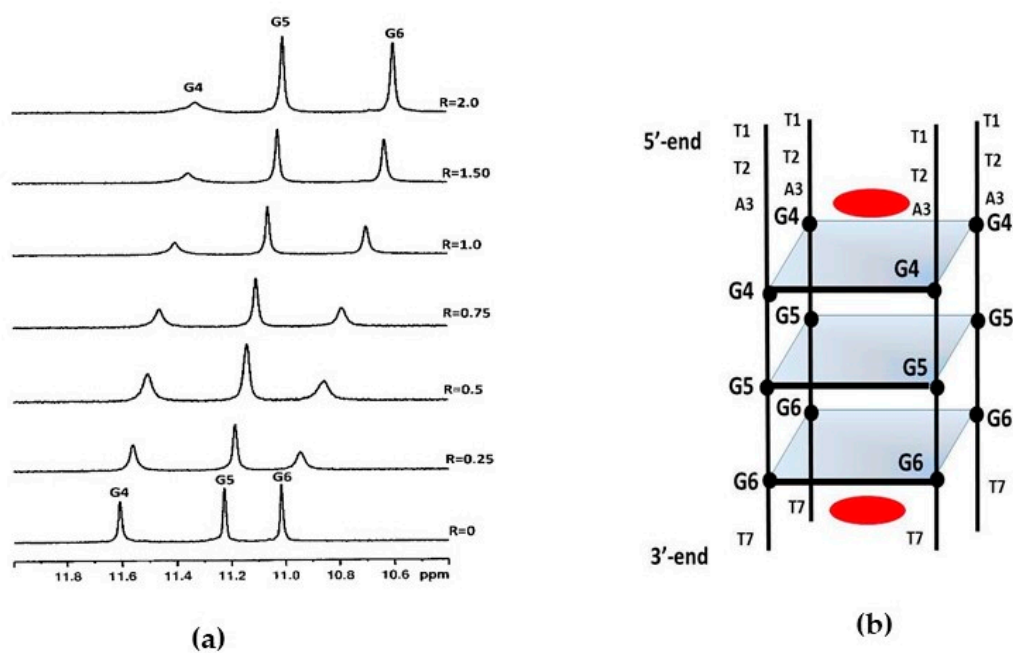 G5
G6
G4
R=2.0
R=1.50
R=1.0
R=0.75
R=0.5
R=0.25
G4
G5
G6
R=0
11.8 11.6 11.4 11.2 11.0 10.8 10.6 ppm
(a)
5'-end
T1 T1 T1 T1
T2 T2 T2 T2
A3 A3 A3 A3
G4 G4
G4 G4
G5 G5
G5 G5
G6 G6
G6 G6
T7 T7
T7 T7
3'-end
(b)